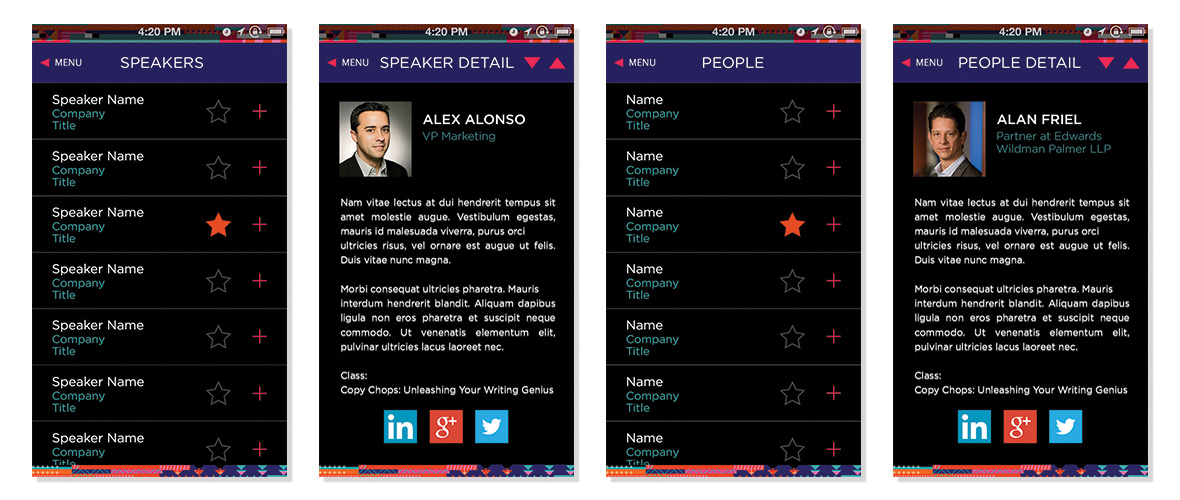 4:20 PM
MENU
SPEAKERS
Speaker Name
Company
Title
Speaker Name
Company
Title
Speaker Name
Company
Title
Speaker Name
Company
Title
Speaker Name
Company
Title
Speaker Name
Company
Title
Speaker Name
Company
Title
4:20 PM
MENU
SPEAKER DETAIL
ALEX ALONSO
VP Marketing
Nam vitae lectus at dui hendrerit tempus sit
amet molestie augue. Vestibulum egestas,
mauris id malesuada viverra, purus orci
ultricies risus, vel ornare est augue ut felis.
Duis vitae nunc magna.
Morbi consequat ultricies pharetra. Mauris
interdum hendrerit blandit. Aliquam dapibus
ligula non eros pharetra et suscipit neque
commodo. Ut venenatis elementum elit,
pulvinar ultricies lacus laoreet nec.
Class:
Copy Chops: Unleashing Your Writing Genius
in
g+
4:20 PM
MENU
PEOPLE
Name
Company
Title
Name
Company
Title
Name
Company
Title
Name
Company
Title
Name
Company
Title
Name
Company
Title
Name
Company
Title
4:20 PM
MENU
PEOPLE DETAIL
ALAN FRIEL
Partner at Edwards
Wildman Palmer LLP
Nam vitae lectus at dui hendrerit tempus sit
amet molestie augue. Vestibulum egestas,
mauris id malesuada viverra, purus orci
ultricies risus, vel ornare est augue ut felis.
Duis vitae nunc magna.
Morbi consequat ultricies pharetra. Mauris
interdum hendrerit blandit. Aliquam dapibus
ligula non eros pharetra et suscipit neque
commodo. Ut venenatis elementum elit,
pulvinar ultricies lacus laoreet nec.
Class:
Copy Chops: Unleashing Your Writing Genius
in
g+